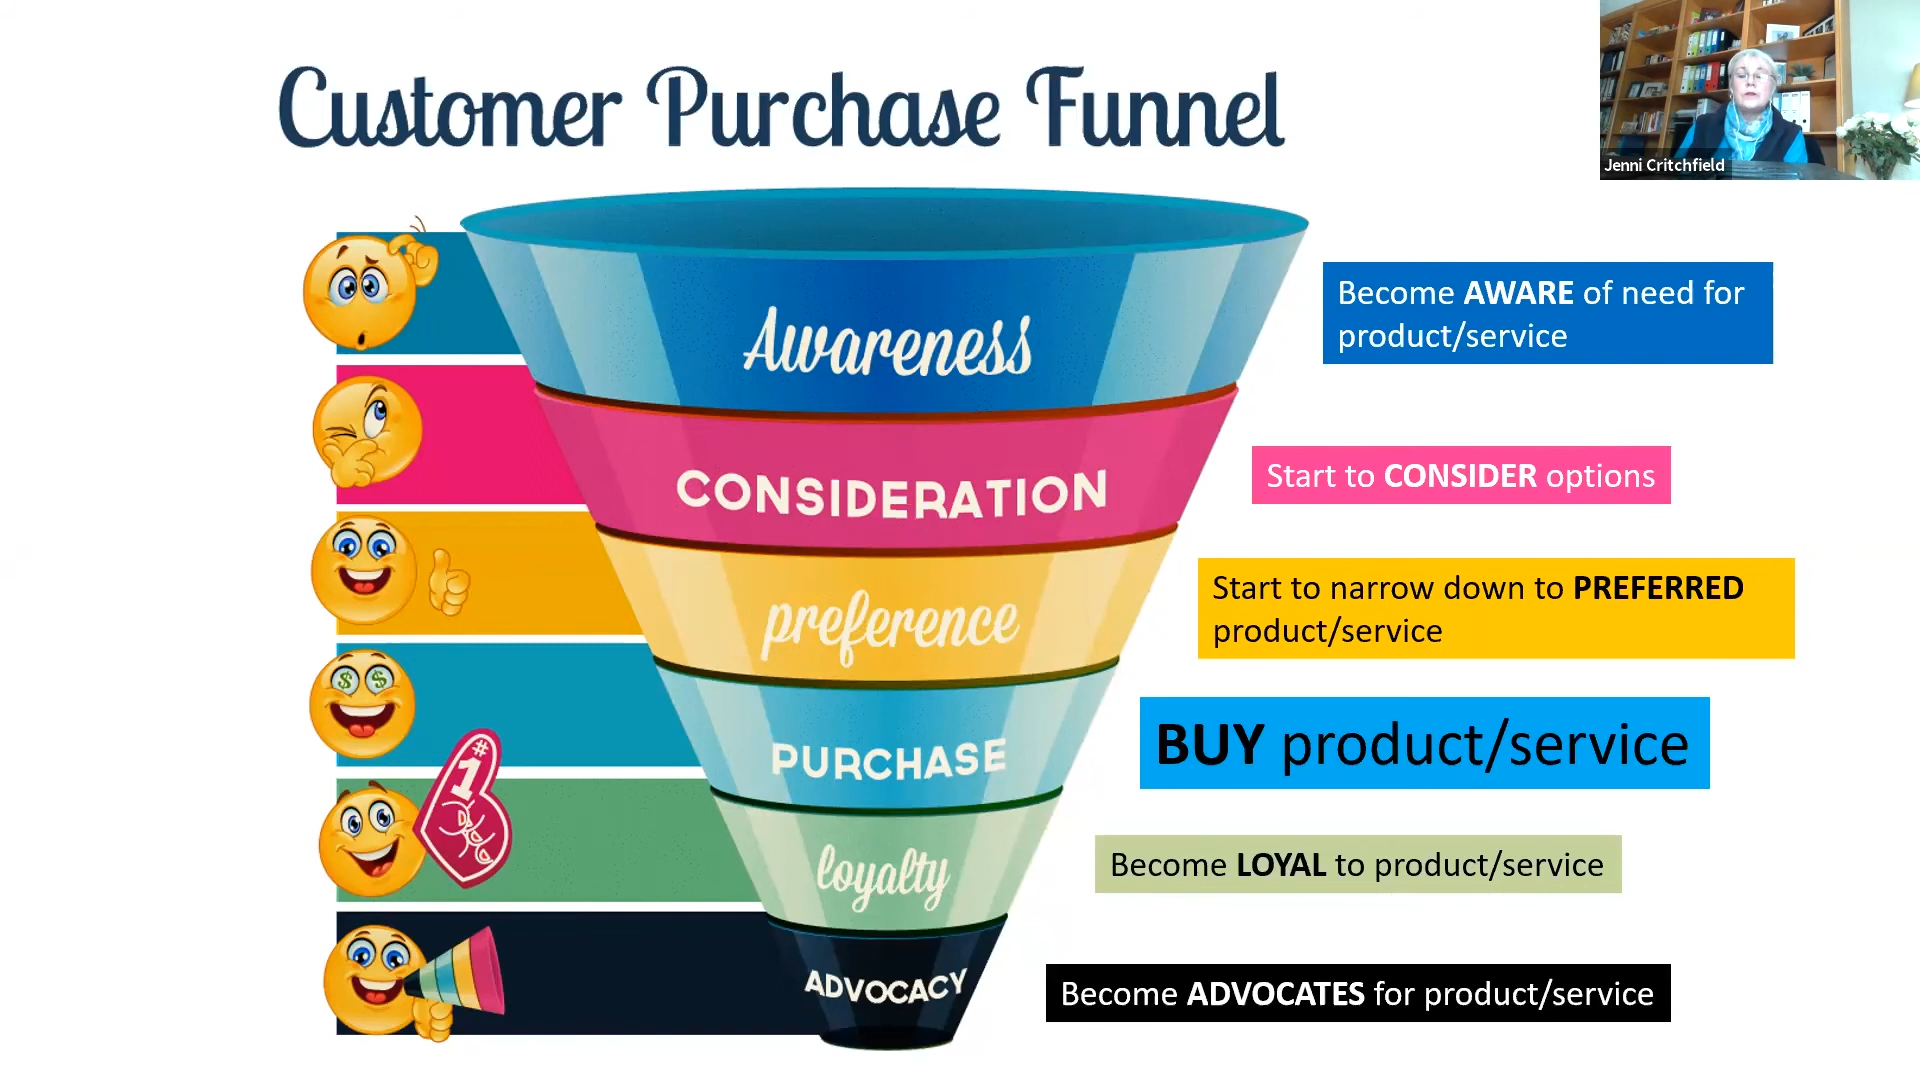 Customer Purchase Funnel
Jenni Critchfield
Awareness
Become AWARE of need for
product/service
CONSIDERATION
Start to CONSIDER options
preference
Start to narrow down to PREFERRED
product/service
$ $
PURCHASE
BUY product/service
#
1
loyalty
Become LOYAL to product/service
ADVOCACY
Become ADVOCATES for product/service